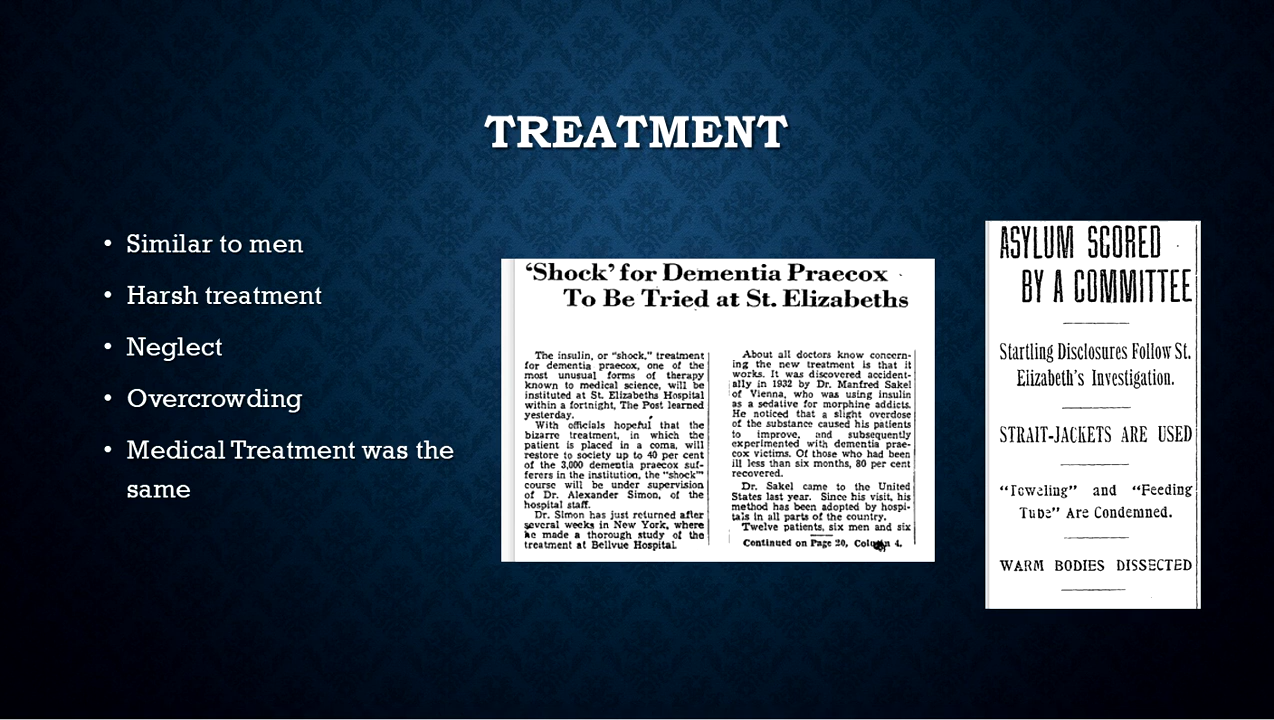 TREATMENT
• Similar to men
• Harsh treatment
• Neglect
• Overcrowding
• Medical Treatment was the
same
‘Shock’ for Dementia Praecox
To Be Tried at St. Elizabeths
The insulin, or “shock,” treatment
for dementia praecox, one of the
most unusual forms of therapy
known to medical science, will be
instituted at St. Elizabeths Hospital
within a fortnight, The Post learned
yesterday.
With officials hopeful that the
bizarre treatment, in which the
patient is placed in a coma, will
restore to society up to 40 per cent
of the 3,000 dementia praecox suf-
ferers in the institution, the “shock”
course will be under supervision
of Dr. Alexander Simon, of the
hospital staff.
Dr. Simon has just returned after
several weeks in New York, where
he made a thorough study of the
treatment at Bellvue Hospital.
About all doctors know concern-
ing the new treatment is that it
works. It was discovered accident-
ally in 1932 by Dr. Manfred Sakel
of Vienna, who was using insulin
as a sedative for morphine addicts.
He noticed that a slight overdose
of the substance caused his patients
to improve, and subsequently
experimented with dementia prae-
cox victims. Of those who had been
ill less than six months, 80 per cent
recovered.
Dr. Sakel came to the United
States last year. Since his visit, his
method has been adopted by hospi-
tals in all parts of the country.
Twelve patients, six men and six
Continued on Page 20, Column 4.
ASYLUM SCORED
BY A COMMITTEE
Startling Disclosures Follow St.
Elizabeth’s Investigation.
STRAIT-JACKETS ARE USED
“Toweling” and “Feeding
Tube” Are Condemned.
WARM BODIES DISSECTED